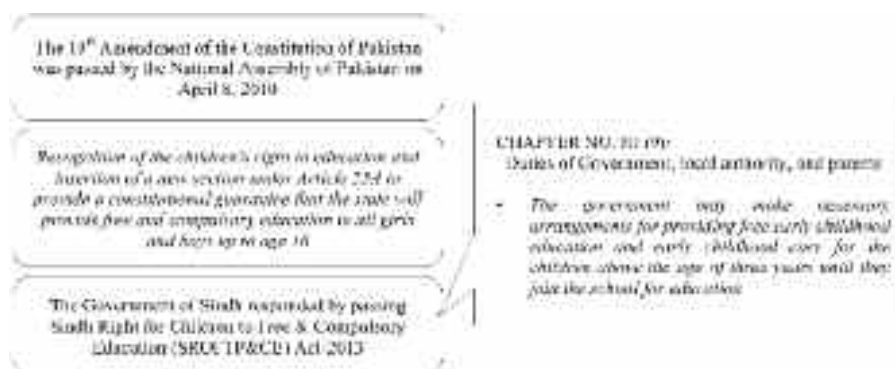 The 18th Amendment of the Constitution of Pakistan
was passed by the National Assembly of Pakistan on
April 8, 2010
Recognition of the children's right to education and
insertion of a new section under Article 25A to
provide a constitutional guarantee that the state will
provide free and compulsory education to all girls
and boys up to age 16
The Government of Sindh responded by passing
Sindh Right for Children to Free & Compulsory
Education Act-2013
CHAPTER NO. III
Duties of Government, local authority, and parents
• The government may make necessary
arrangements for providing free early childhood
education and early childhood care for the
children above the age of three years until they
join the school for education